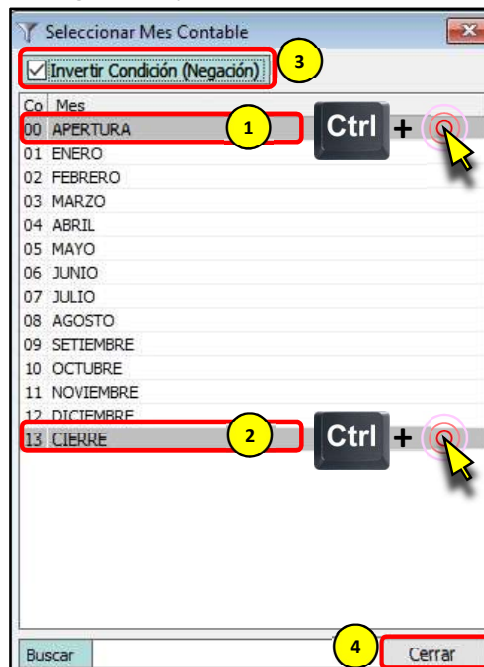 Seleccionar Mes Contable
Invertir Condición (Negación)
3
Co Mes
00 APERTURA
1
Ctrl +
01 ENERO
02 FEBRERO
03 MARZO
04 ABRIL
05 MAYO
06 JUNIO
07 JULIO
08 AGOSTO
09 SETIEMBRE
10 OCTUBRE
11 NOVIEMBRE
12 DICIEMBRE
13 CIERRE
2
Ctrl +
Buscar
4
Cerrar